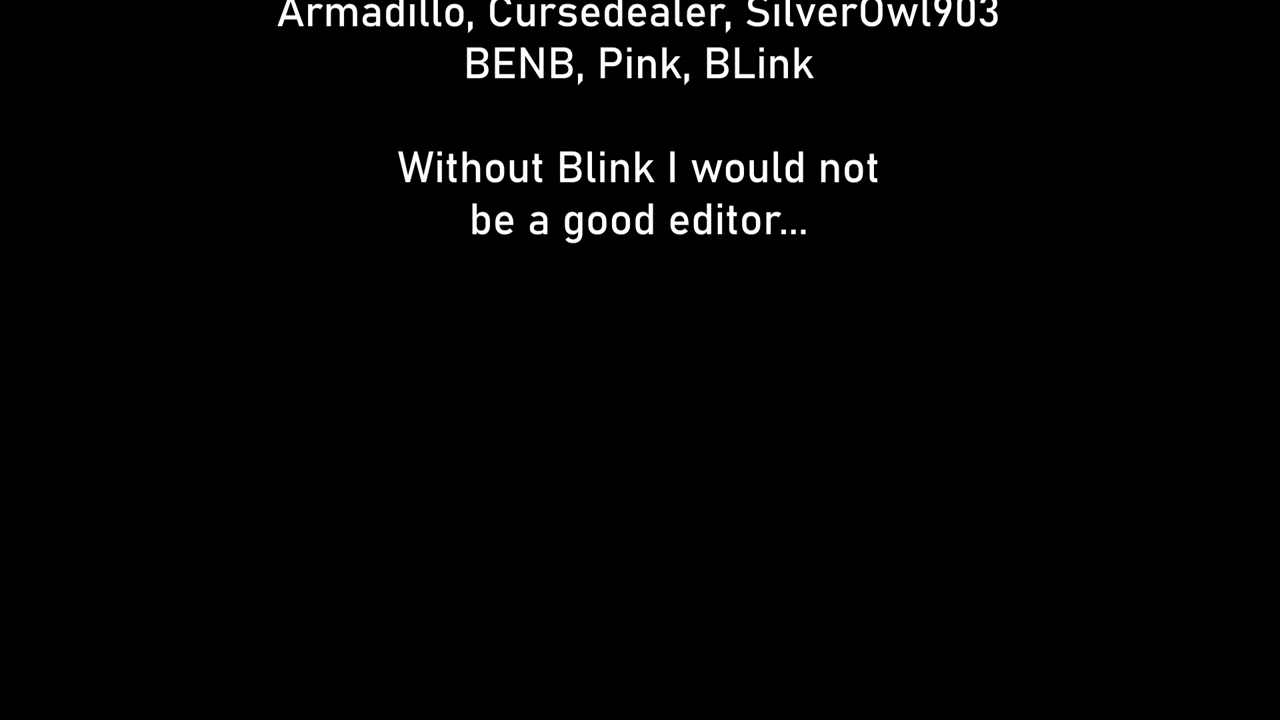 Armadillo, Cursedealer, SilverOwl903
BENB, Pink, BLink
Without Blink I would not
be a good editor...